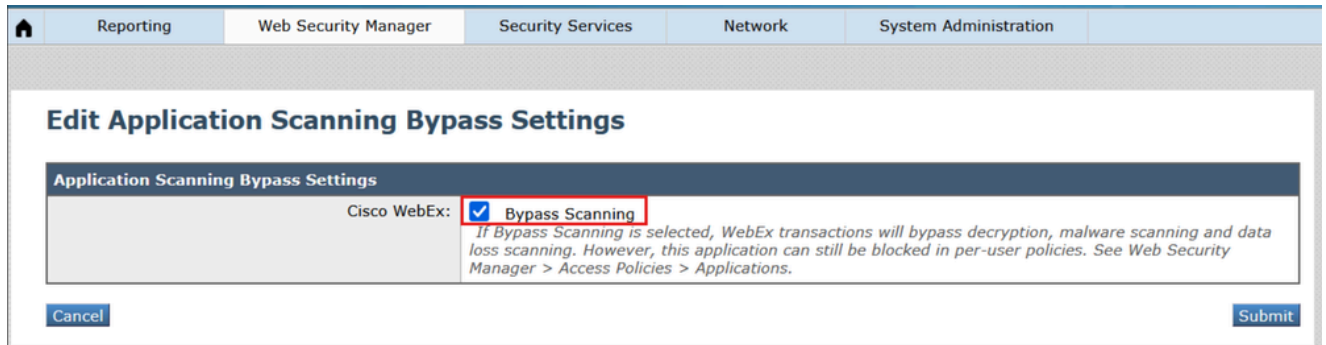 Reporting Web Security Manager Security Services Network System Administration
Edit Application Scanning Bypass Settings
Application Scanning Bypass Settings
Cisco WebEx: Bypass Scanning
If Bypass Scanning is selected, WebEx transactions will bypass decryption, malware scanning and data
loss scanning. However, this application can still be blocked in per-user policies. See Web Security
Manager > Access Policies > Applications.
Cancel Submit